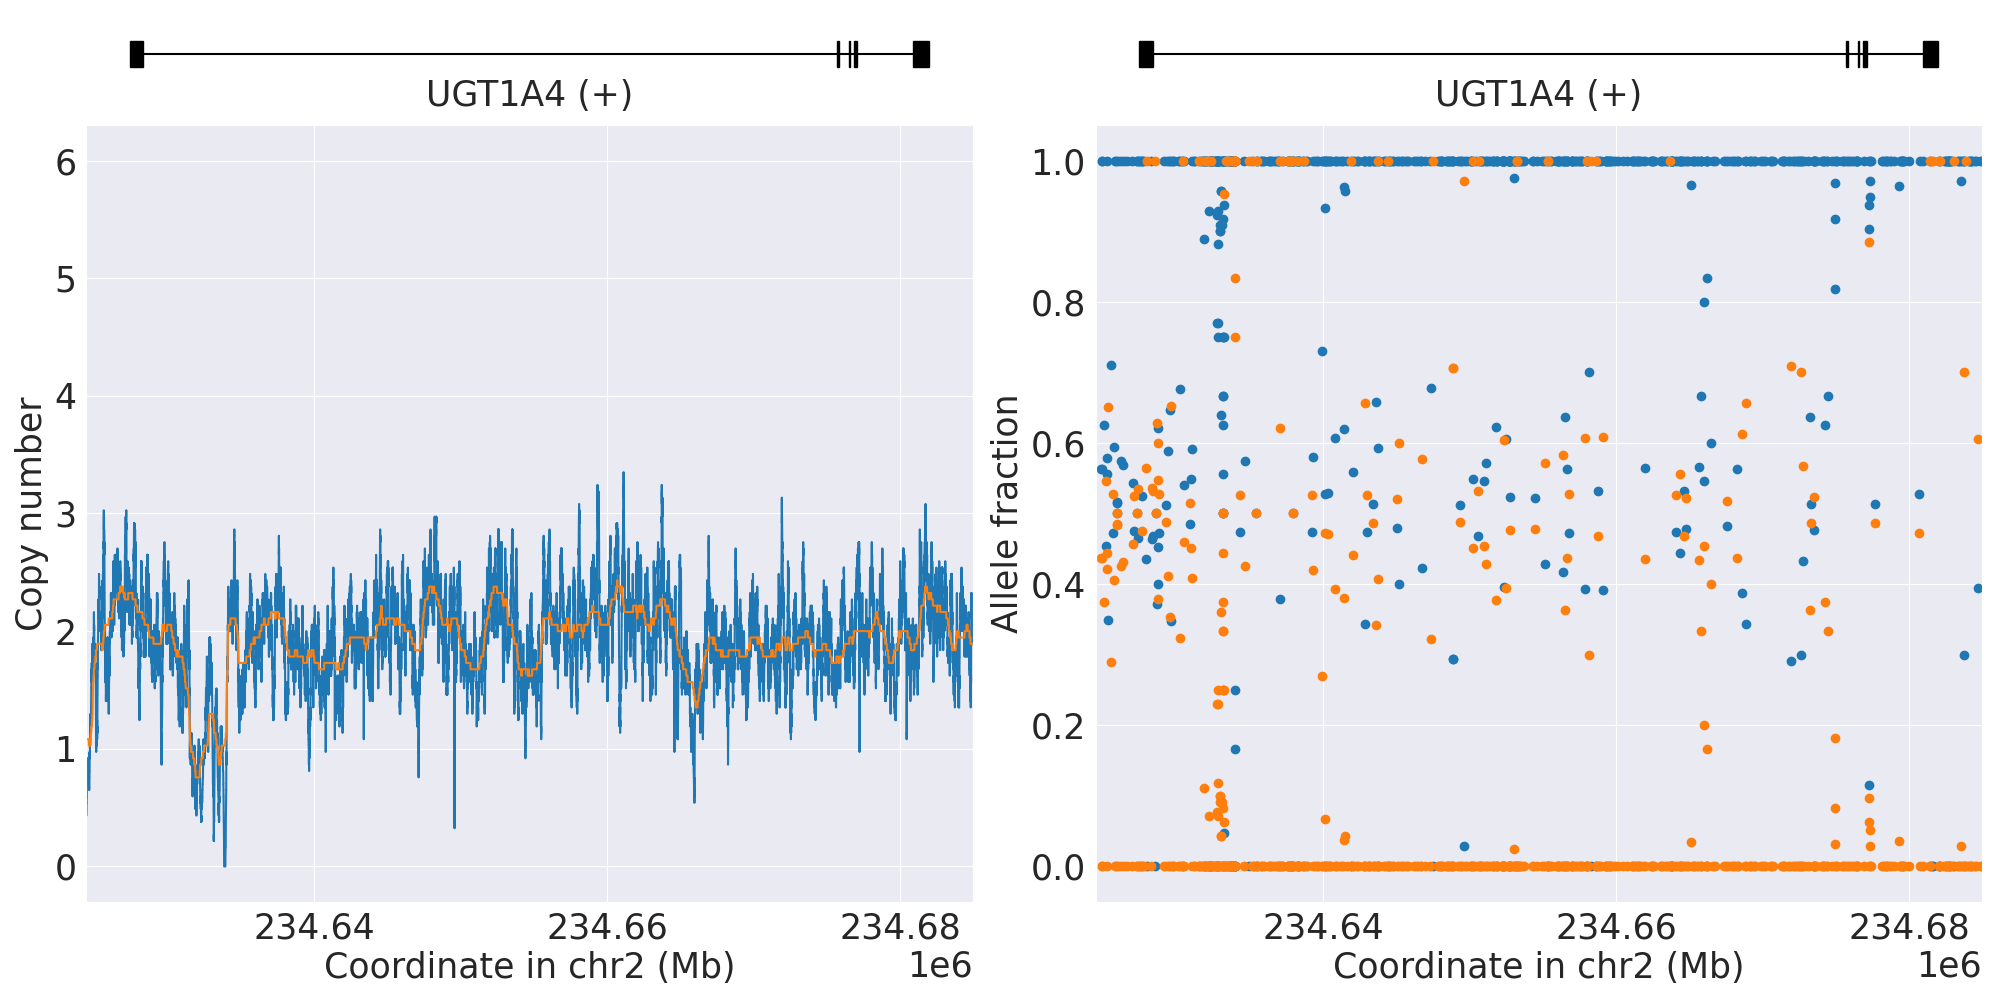 UGT1A4 (+)
6
5
4
3
2
1
0
Copy number
234.64
234.66
234.68
Coordinate in chr2 (Mb)
1e6
UGT1A4 (+)
1.0
0.8
0.6
0.4
0.2
0.0
Allele fraction
234.64
234.66
234.68
Coordinate in chr2 (Mb)
1e6